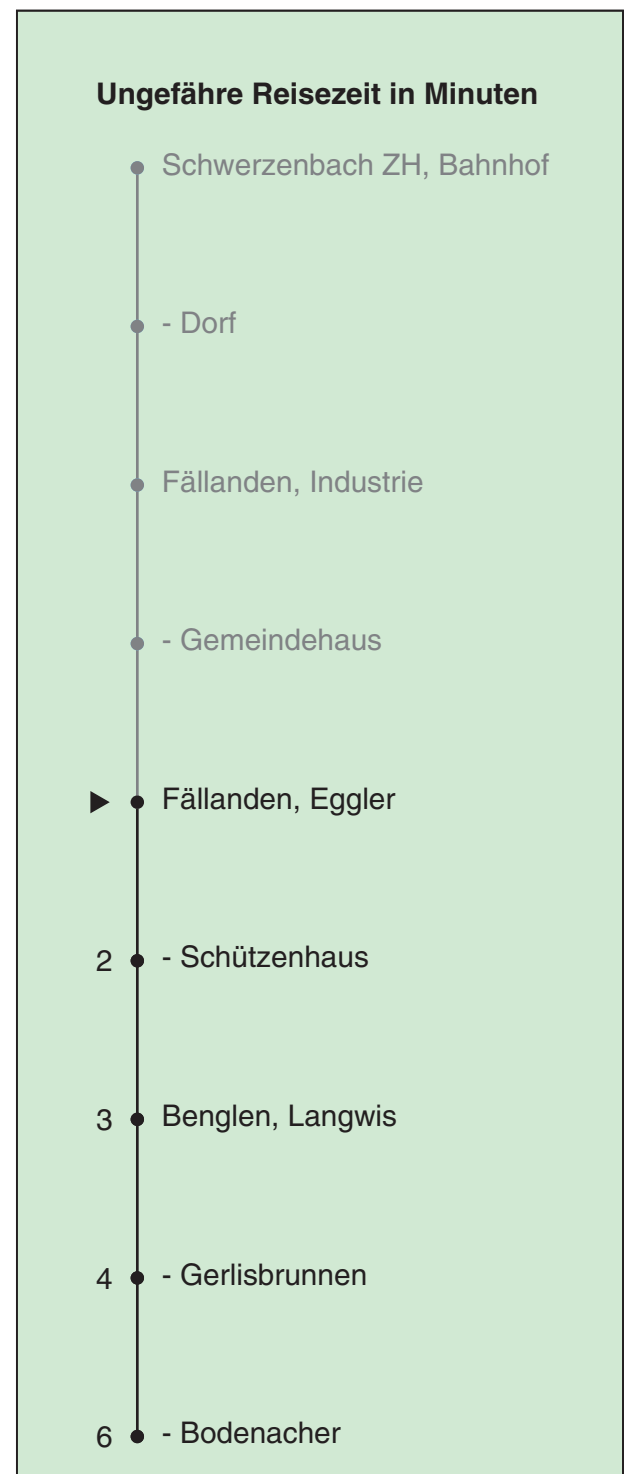 Ungefähre Reisezeit in Minuten
Schwerzenbach ZH, Bahnhof
- Dorf
Fällanden, Industrie
- Gemeindehaus
Fällanden, Eggler
2 - Schützenhaus
3 Benglen, Langwis
4 - Gerlisbrunnen
6 - Bodenacher